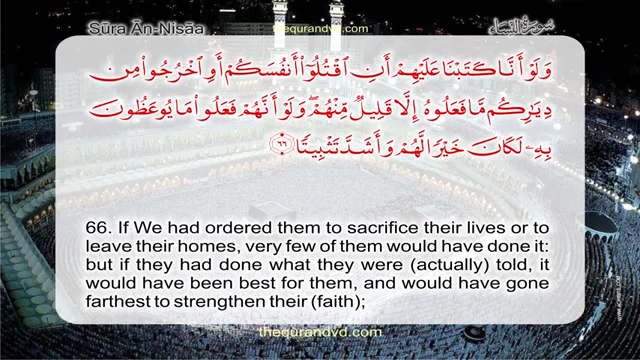 Sūra Ān-Nisāa
thequrandvd.com
سُورَةُ النِّسَاء
وَلَوْ أَنَّا كَتَبْنَا عَلَيْهِمْ أَنِ ٱقْتُلُوٓا۟ أَنفُسَكُمْ أَوِ ٱخْرُجُوا۟ مِن
دِيَٰرِكُم مَّا فَعَلُوهُ إِلَّا قَلِيلٌ مِّنْهُمْ ۖ وَلَوْ أَنَّهُمْ فَعَلُوا۟ مَا يُوعَظُونَ
بِهِۦ لَكَانَ خَيْرًا لَّهُمْ وَأَشَدَّ تَثْبِيتًا ٦٦
66. If We had ordered them to sacrifice their lives or to
leave their homes, very few of them would have done it:
but if they had done what they were (actually) told, it
would have been best for them, and would have gone
farthest to strengthen their (faith);
thequrandvd.com